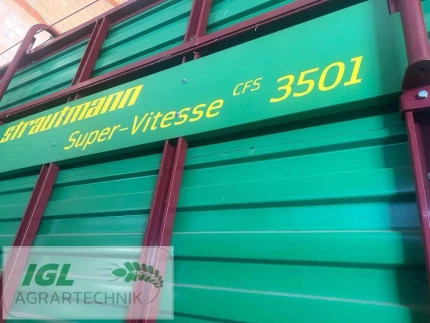 strautmann
Super-Vitesse CFS 3501
IGL
AGRARTECHNIK